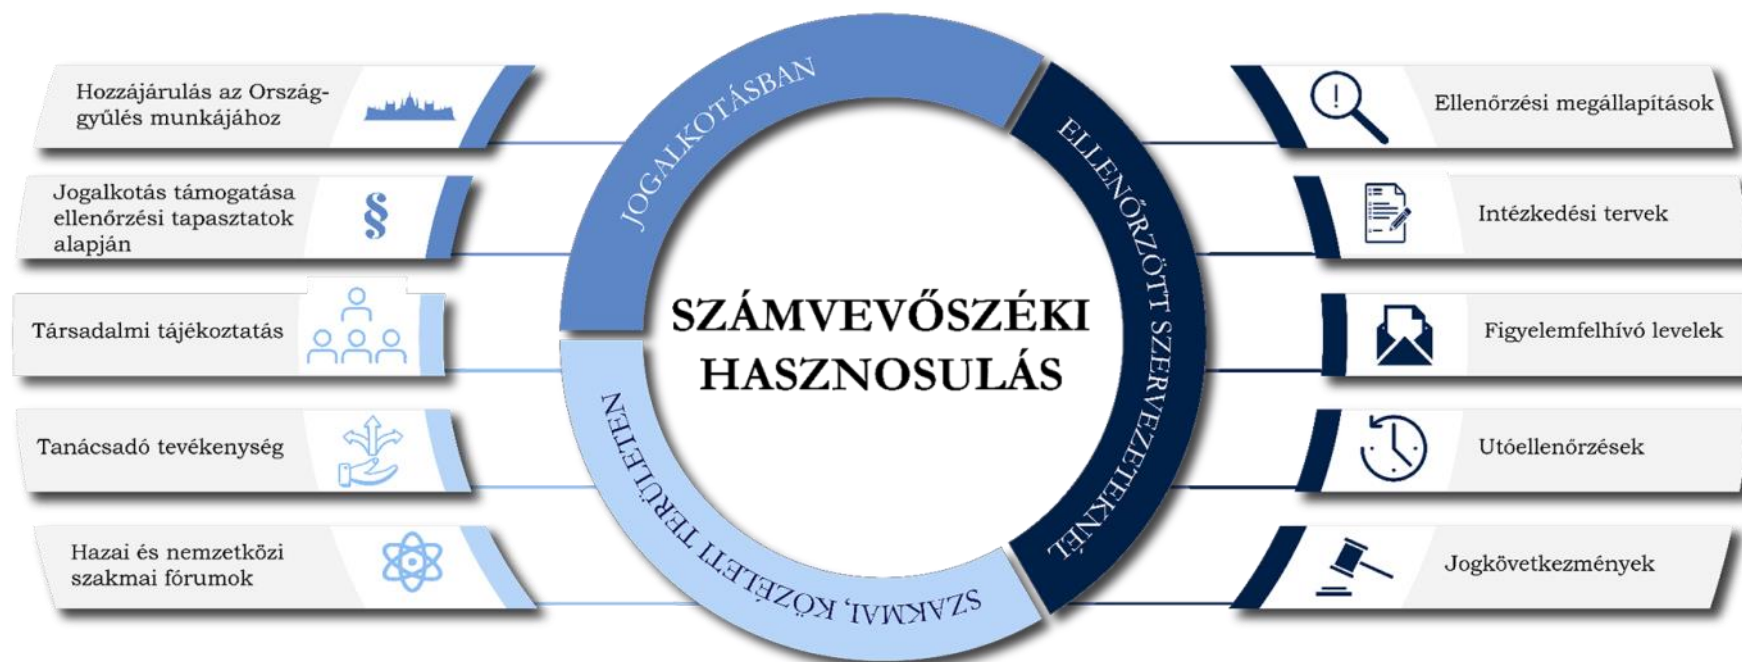 Hozzájárulás az Ország-
gyűlés munkájához
Jogalkotás támogatása
ellenőrzési tapasztatok
alapján
Társadalmi tájékoztatás
Tanácsadó tevékenység
Hazai és nemzetközi
szakmai fórumok
JOGALKOTÁSBAN
SZÁMVEVŐSZÉKI
HASZNOSULÁS
SZAKMAI, KÖZÉLETI TERÜLETEN
ELLENŐRZÖTT SZERVEZETEKNÉL
Ellenőrzési megállapítások
Intézkedési tervek
Figyelemfelhívó levelek
Utóellenőrzések
Jogkövetkezmények
§